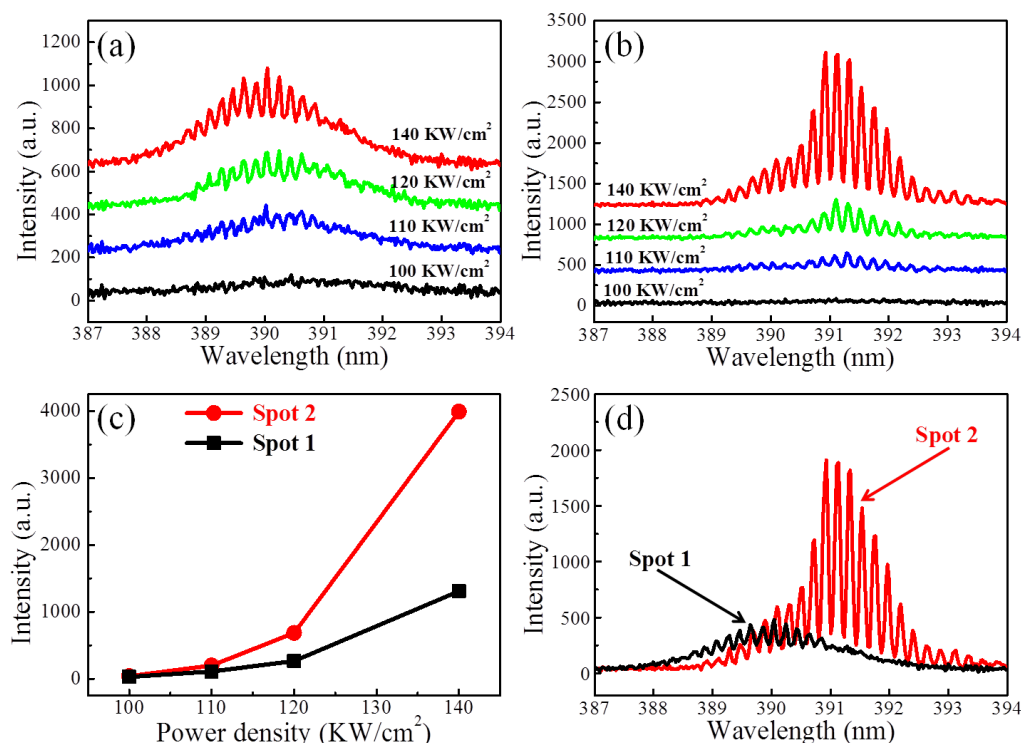 (a)
1200
1000
800
600
400
200
0
Intensity (a.u.)
140 KW/cm²
120 KW/cm²
110 KW/cm²
100 KW/cm²
387 388 389 390 391 392 393 394
Wavelength (nm)
(b)
3500
3000
2500
2000
1500
1000
500
0
Intensity (a.u.)
140 KW/cm²
120 KW/cm²
110 KW/cm²
100 KW/cm²
387 388 389 390 391 392 393 394
Wavelength (nm)
(c)
4000
3000
2000
1000
0
Intensity (a.u.)
Spot 2
Spot 1
100 110 120 130 140
Power density (KW/cm²)
(d)
2500
2000
1500
1000
500
0
Intensity (a.u.)
Spot 2
Spot 1
387 388 389 390 391 392 393 394
Wavelength (nm)